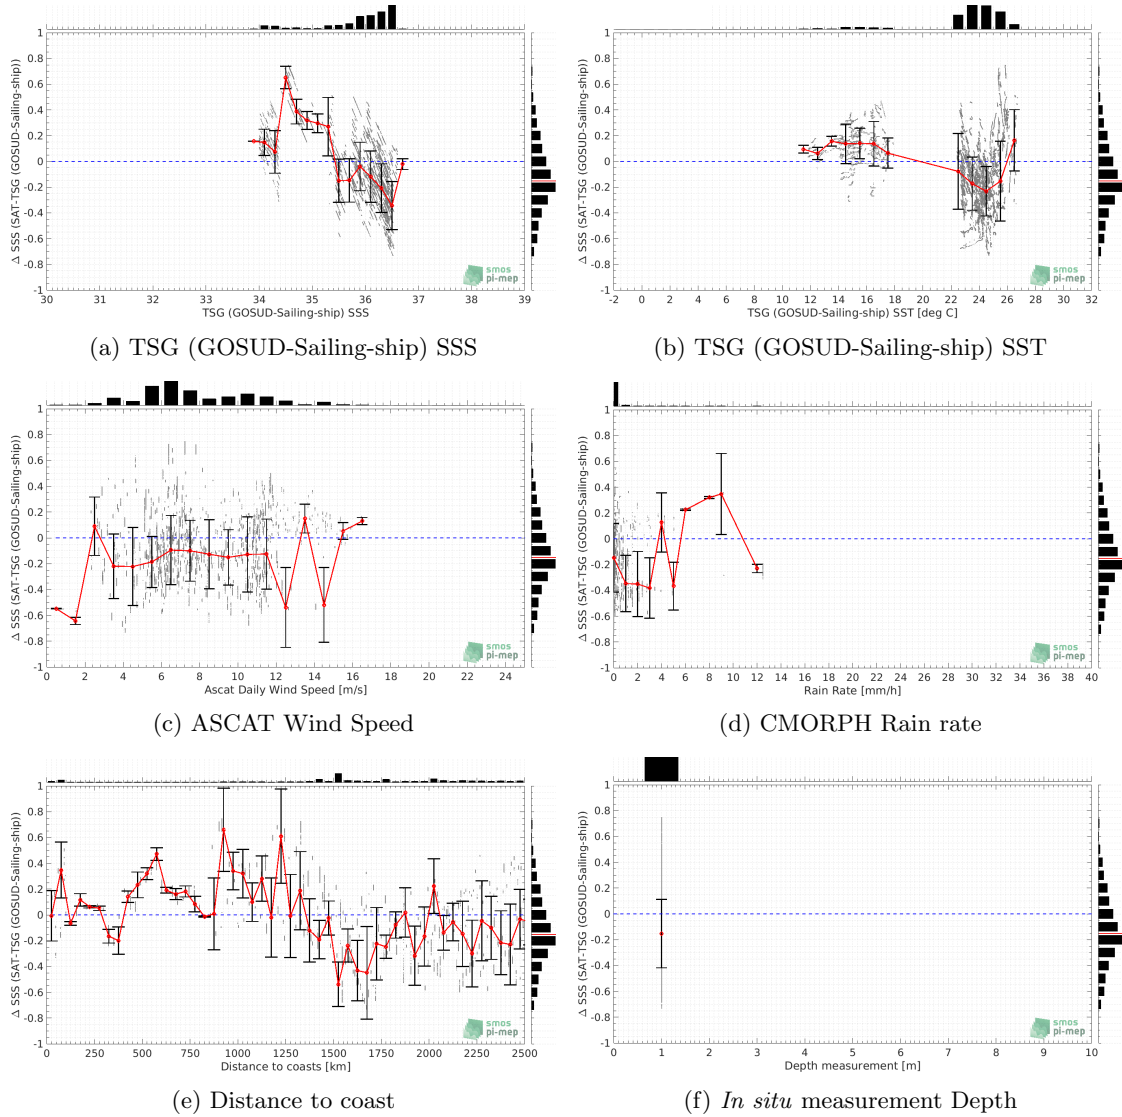 1
0.8
0.6
0.4
0.2
0
-0.2
-0.4
-0.6
-0.8
-1
Δ SSS (SAT-TSG (GOSUD-Sailing-ship))
30 31 32 33 34 35 36 37 38 39
TSG (GOSUD-Sailing-ship) SSS
smos
pi-mep
(a) TSG (GOSUD-Sailing-ship) SSS
1
0.8
0.6
0.4
0.2
0
-0.2
-0.4
-0.6
-0.8
-1
Δ SSS (SAT-TSG (GOSUD-Sailing-ship))
-2 0 2 4 6 8 10 12 14 16 18 20 22 24 26 28 30 32
TSG (GOSUD-Sailing-ship) SST [deg C]
smos
pi-mep
(b) TSG (GOSUD-Sailing-ship) SST
1
0.8
0.6
0.4
0.2
0
-0.2
-0.4
-0.6
-0.8
-1
Δ SSS (SAT-TSG (GOSUD-Sailing-ship))
0 2 4 6 8 10 12 14 16 18 20 22 24
Ascat Daily Wind Speed [m/s]
smos
pi-mep
(c) ASCAT Wind Speed
1
0.8
0.6
0.4
0.2
0
-0.2
-0.4
-0.6
-0.8
-1
Δ SSS (SAT-TSG (GOSUD-Sailing-ship))
0 2 4 6 8 10 12 14 16 18 20 22 24 26 28 30 32 34 36 38 40
Rain Rate [mm/h]
smos
pi-mep
(d) CMORPH Rain rate
1
0.8
0.6
0.4
0.2
0
-0.2
-0.4
-0.6
-0.8
-1
Δ SSS (SAT-TSG (GOSUD-Sailing-ship))
0 250 500 750 1000 1250 1500 1750 2000 2250 2500
Distance to coasts [km]
smos
pi-mep
(e) Distance to coast
1
0.8
0.6
0.4
0.2
0
-0.2
-0.4
-0.6
-0.8
-1
Δ SSS (SAT-TSG (GOSUD-Sailing-ship))
0 1 2 3 4 5 6 7 8 9 10
Depth measurement [m]
smos
pi-mep
(f) In situ measurement Depth